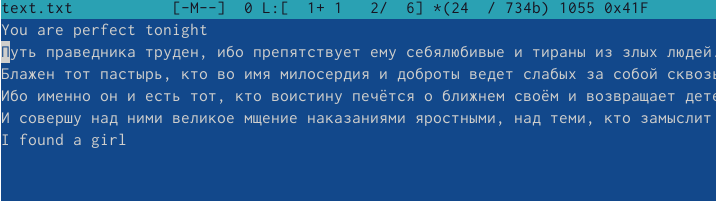 text.txt [-M--] 0 L:[ 1+ 1 2/ 6] *(24 / 734b) 1055 0x41F
You are perfect tonight
Путь праведника труден, ибо препятствует ему себялюбивые и тираны из злых людей.
Блажен тот пастырь, кто во имя милосердия и доброты ведет слабых за собой сквозь
Ибо именно он и есть тот, кто воистину печётся о ближнем своём и возвращает дете
И совершу над ними великое мщение наказаниями яростными, над теми, кто замыслит
I found a girl